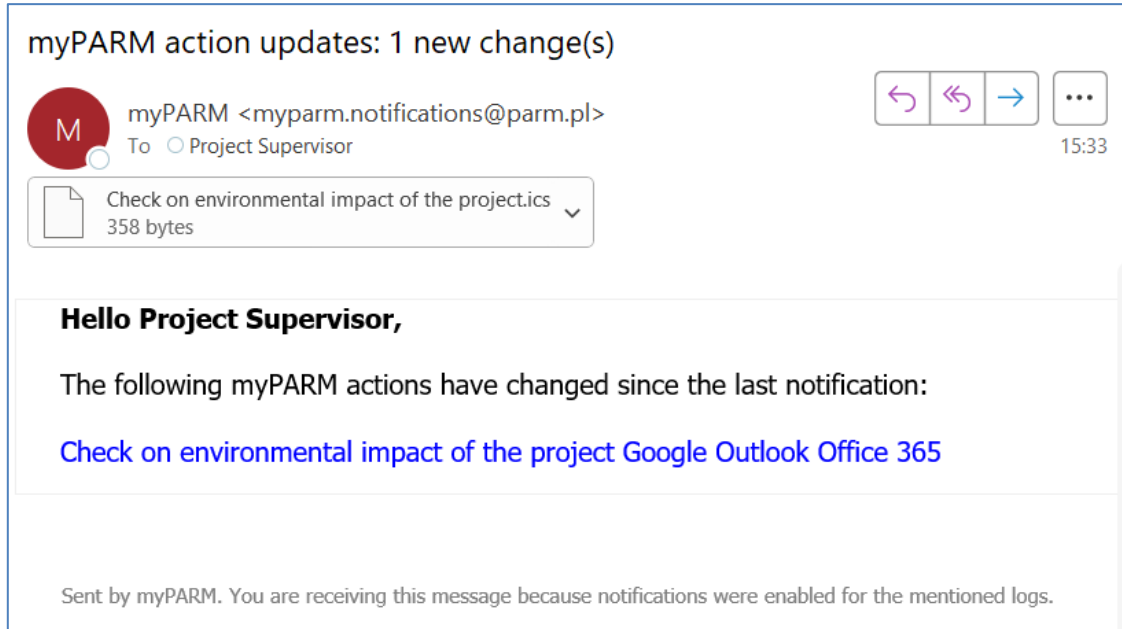 myPARM action updates: 1 new change(s)
M
myPARM <myparm.notifications@parm.pl>
To Project Supervisor
15:33
Check on environmental impact of the project.ics
358 bytes
Hello Project Supervisor,
The following myPARM actions have changed since the last notification:
Check on environmental impact of the project Google Outlook Office 365
Sent by myPARM. You are receiving this message because notifications were enabled for the mentioned logs.